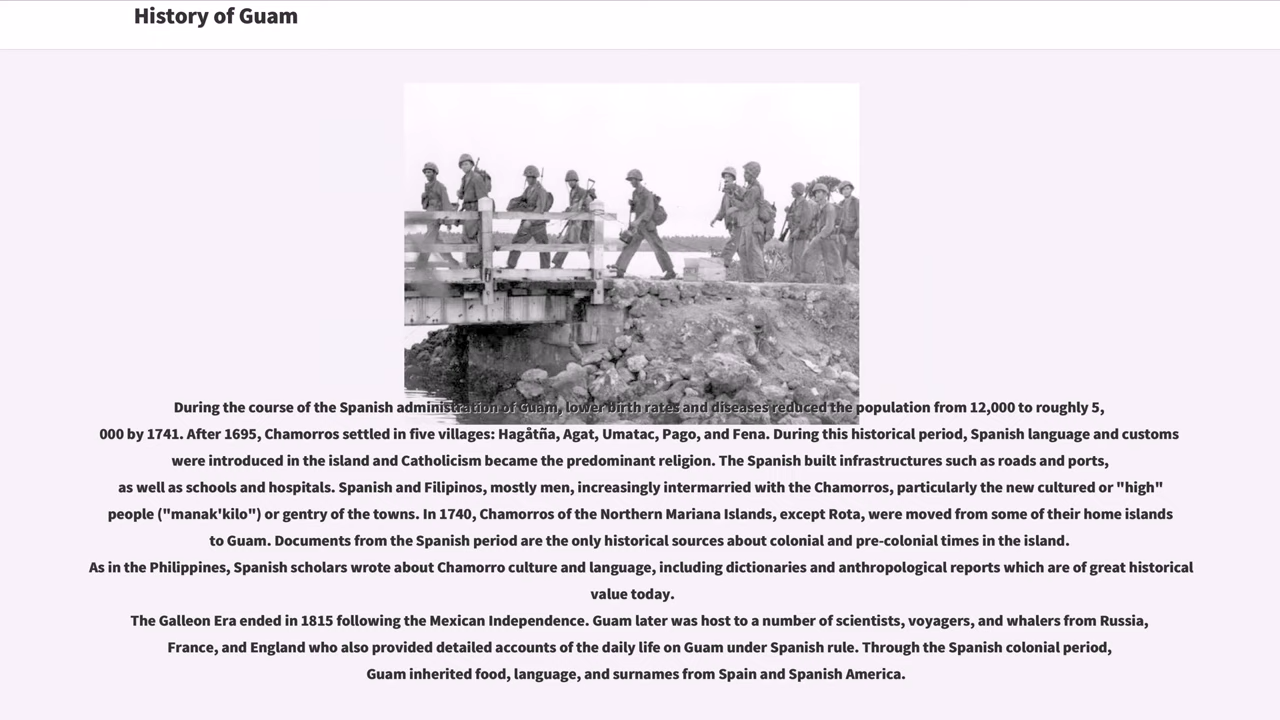 History of Guam
During the course of the Spanish administration of Guam, lower birth rates and diseases reduced the population from 12,000 to roughly 5,
000 by 1741. After 1695, Chamorros settled in five villages: Hagåtña, Agat, Umatac, Pago, and Fena. During this historical period, Spanish language and customs
were introduced in the island and Catholicism became the predominant religion. The Spanish built infrastructures such as roads and ports,
as well as schools and hospitals. Spanish and Filipinos, mostly men, increasingly intermarried with the Chamorros, particularly the new cultured or "high"
people ("manak'kilo") or gentry of the towns. In 1740, Chamorros of the Northern Mariana Islands, except Rota, were moved from some of their home islands
to Guam. Documents from the Spanish period are the only historical sources about colonial and pre-colonial times in the island.
As in the Philippines, Spanish scholars wrote about Chamorro culture and language, including dictionaries and anthropological reports which are of great historical
value today.
The Galleon Era ended in 1815 following the Mexican Independence. Guam later was host to a number of scientists, voyagers, and whalers from Russia,
France, and England who also provided detailed accounts of the daily life on Guam under Spanish rule. Through the Spanish colonial period,
Guam inherited food, language, and surnames from Spain and Spanish America.